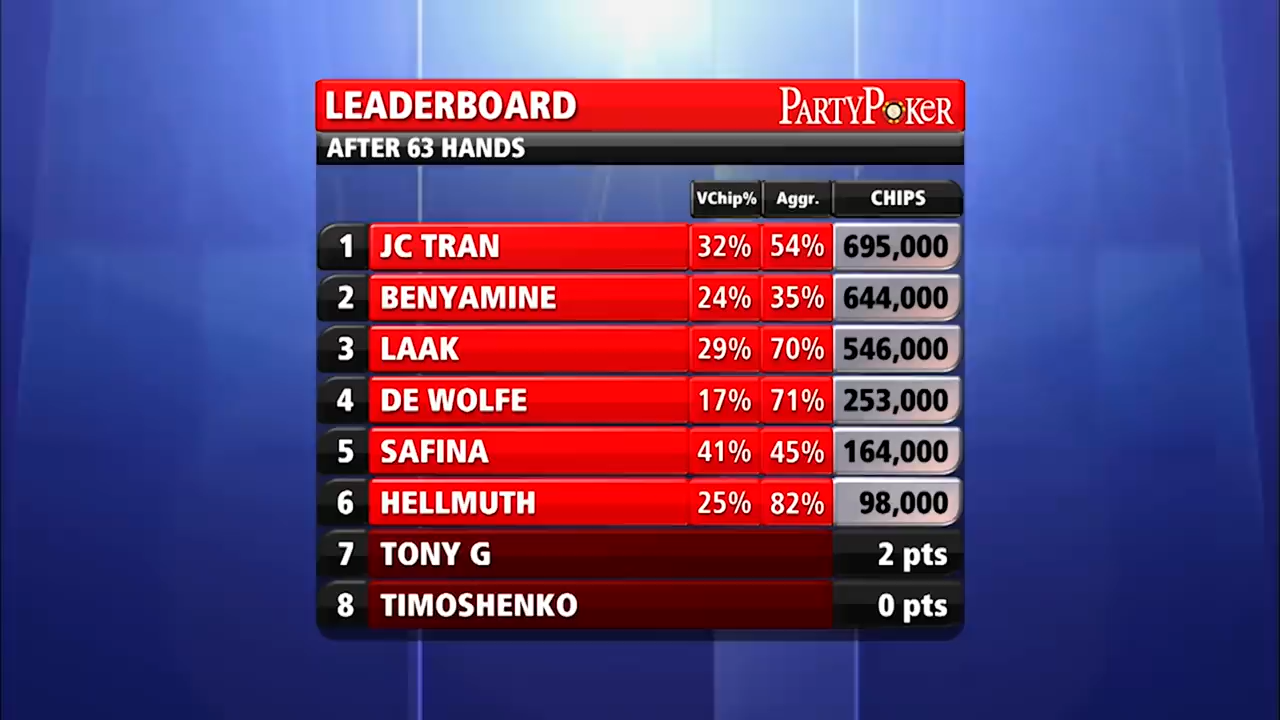 LEADERBOARD PARTYPOKER
AFTER 63 HANDS
VChip% Aggr. CHIPS
1 JC TRAN 32% 54% 695,000
2 BENYAMINE 24% 35% 644,000
3 LAAK 29% 70% 546,000
4 DE WOLFE 17% 71% 253,000
5 SAFINA 41% 45% 164,000
6 HELLMUTH 25% 82% 98,000
7 TONY G 2 pts
8 TIMOSHENKO 0 pts